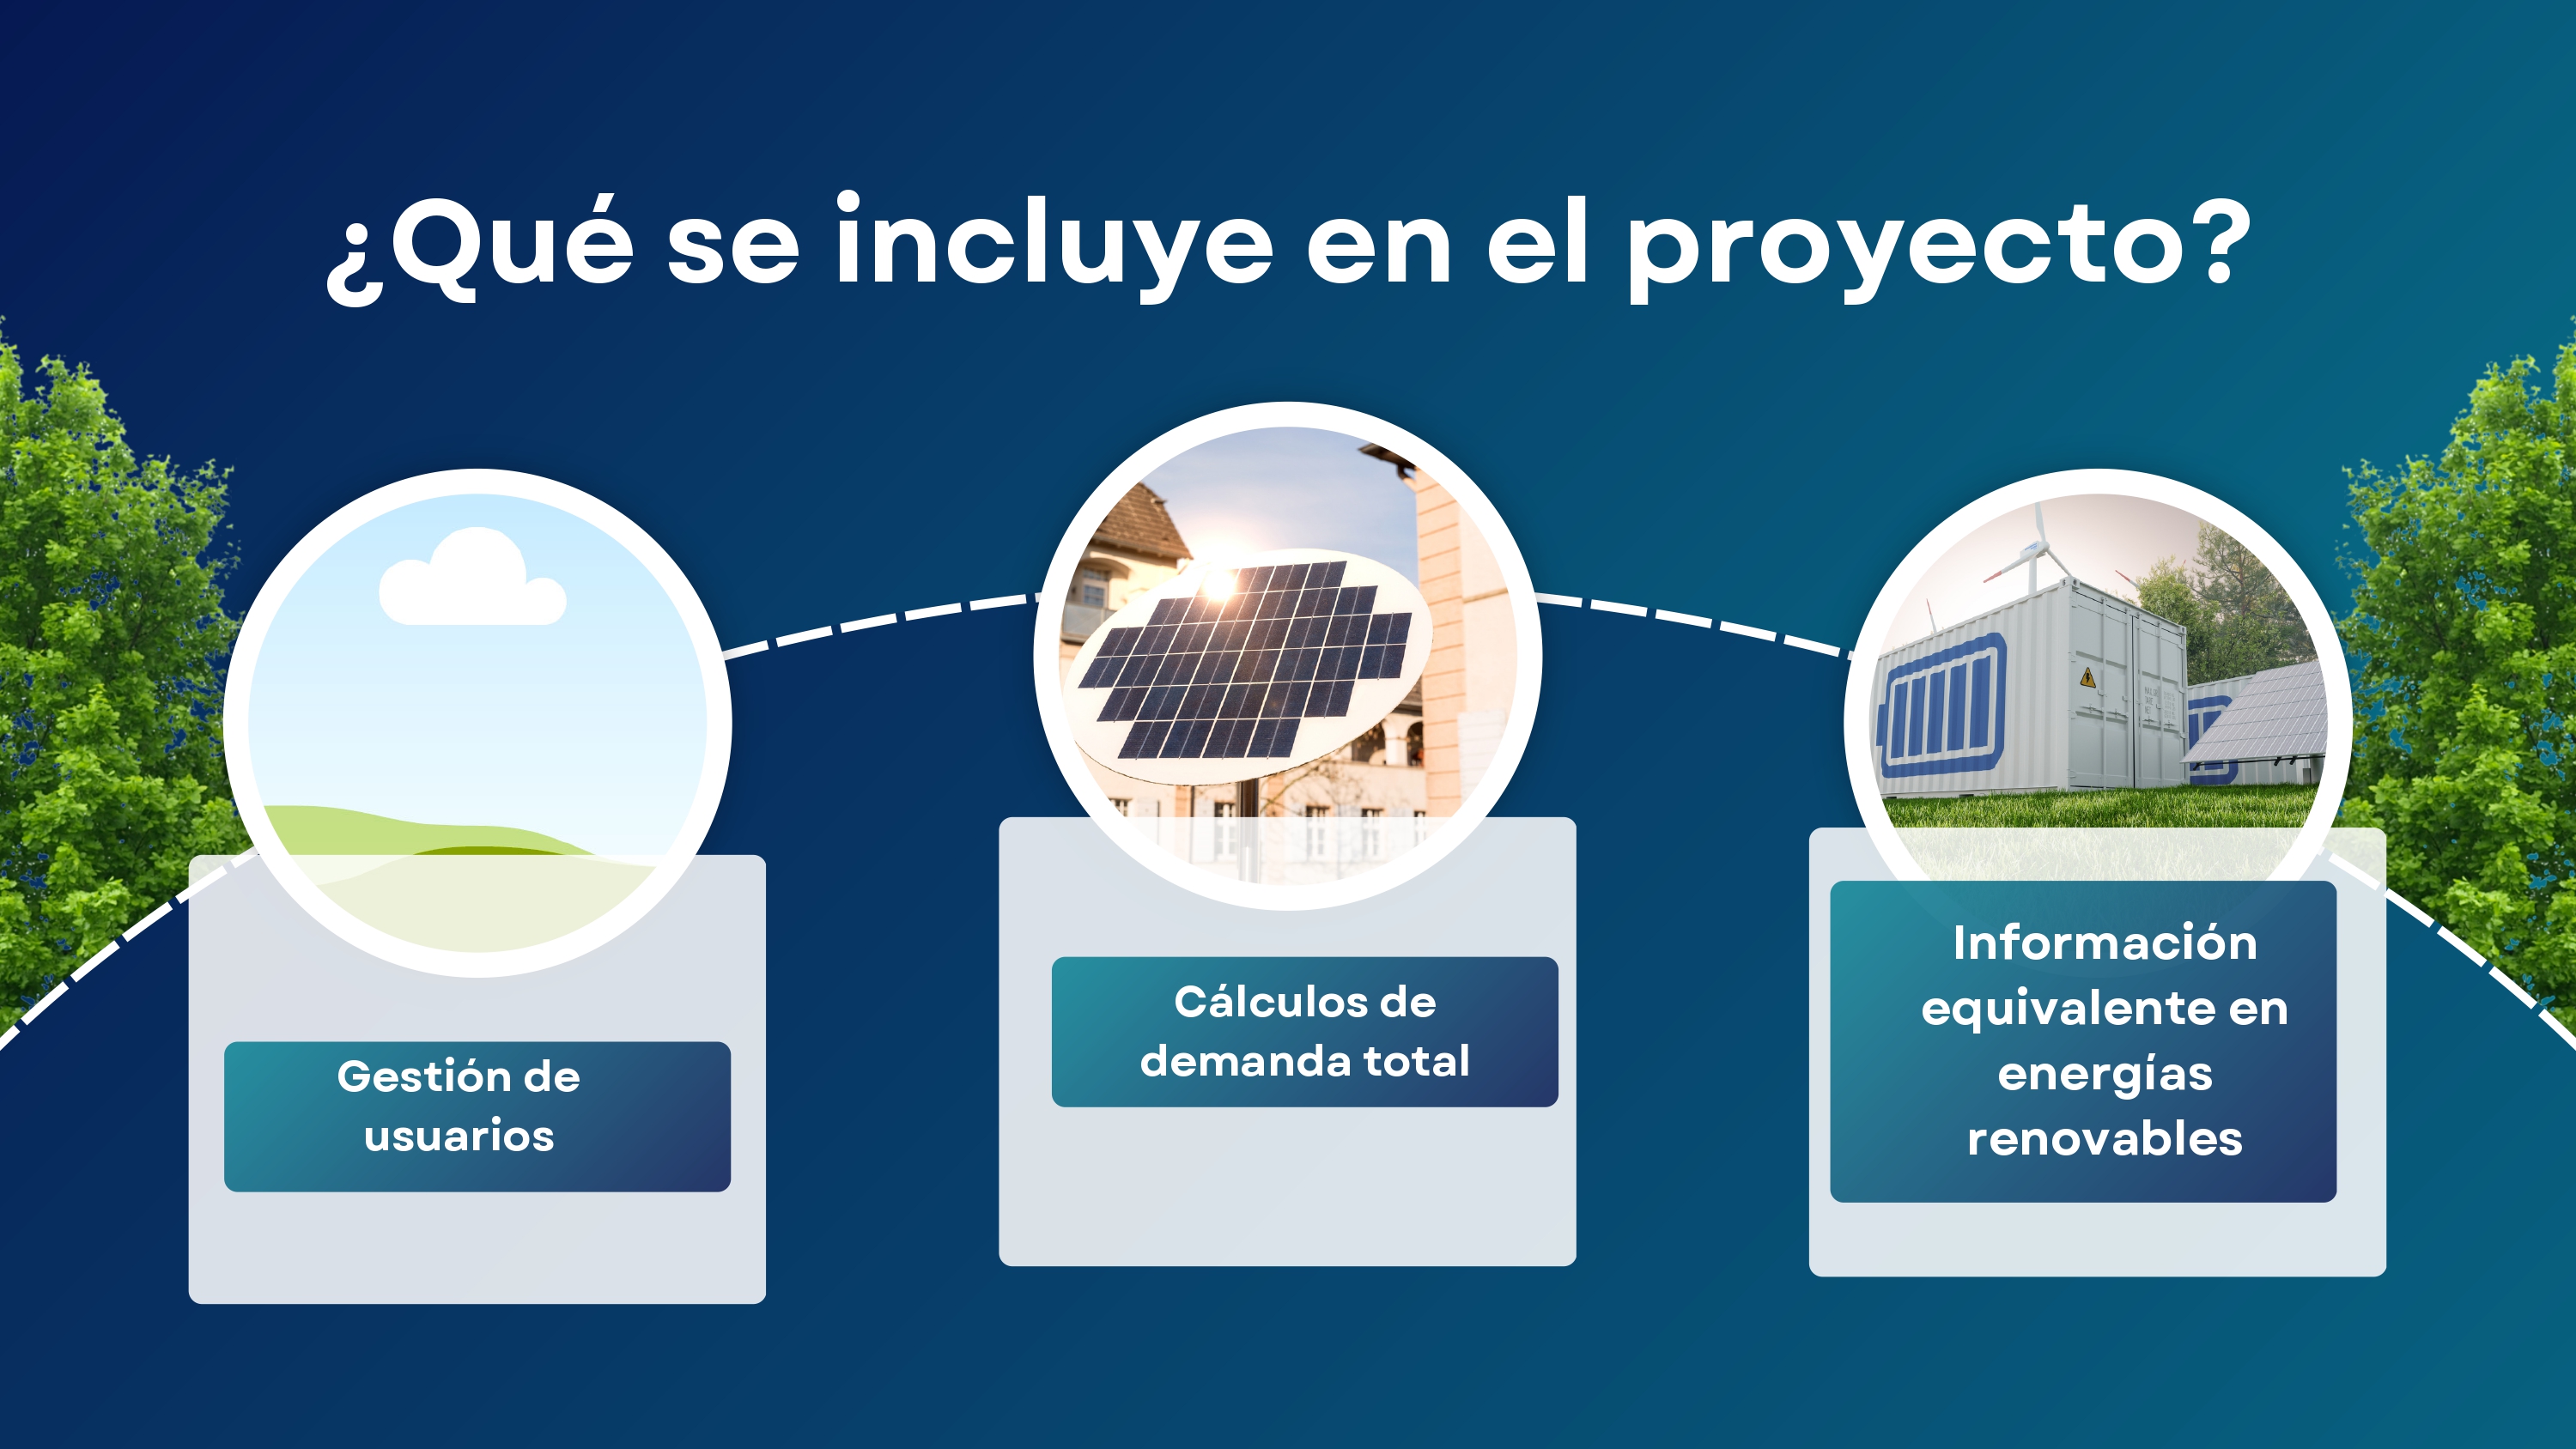 ¿Qué se incluye en el proyecto?
Gestión de
usuarios
Cálculos de
demanda total
Información
equivalente en
energías
renovables